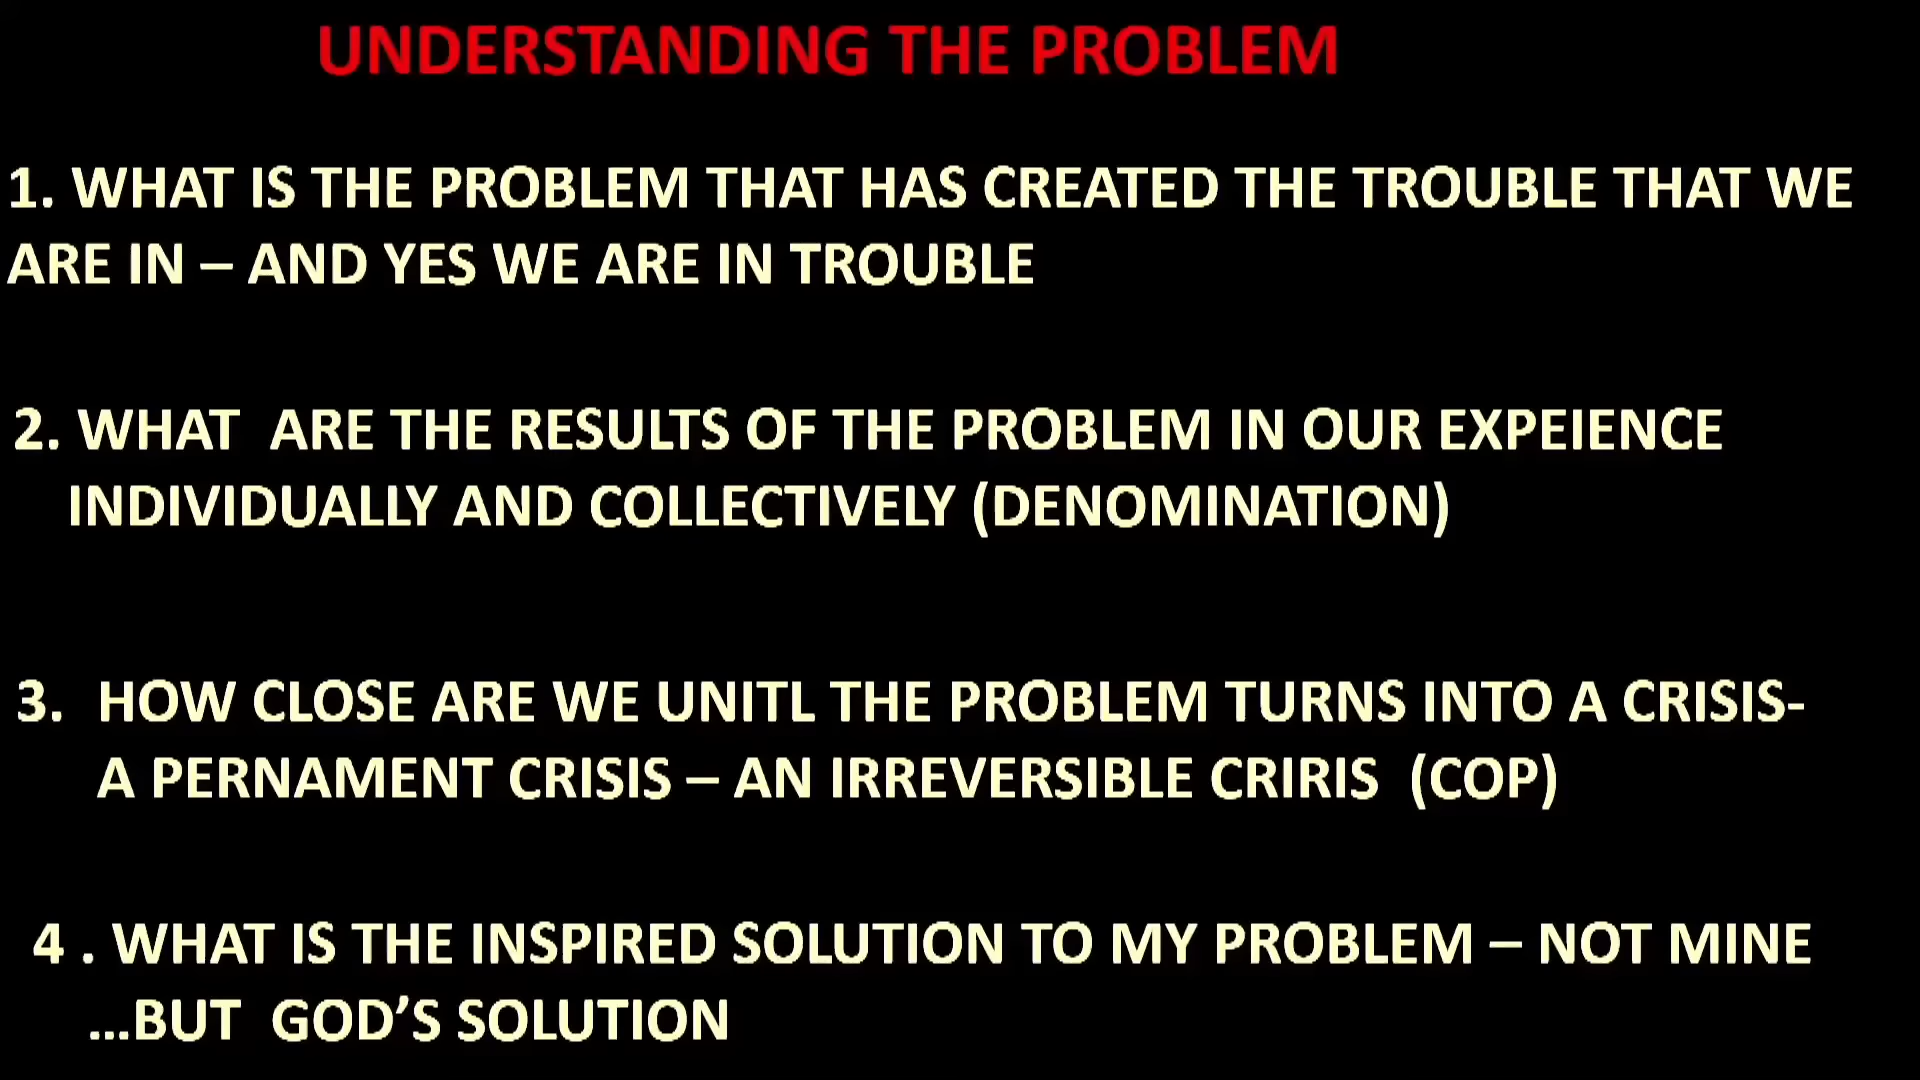 UNDERSTANDING THE PROBLEM
1. WHAT IS THE PROBLEM THAT HAS CREATED THE TROUBLE THAT WE
ARE IN – AND YES WE ARE IN TROUBLE
2. WHAT ARE THE RESULTS OF THE PROBLEM IN OUR EXPEIENCE
INDIVIDUALLY AND COLLECTIVELY (DENOMINATION)
3. HOW CLOSE ARE WE UNITL THE PROBLEM TURNS INTO A CRISIS-
A PERNAMENT CRISIS – AN IRREVERSIBLE CRIRIS (COP)
4 . WHAT IS THE INSPIRED SOLUTION TO MY PROBLEM – NOT MINE
...BUT GOD’S SOLUTION